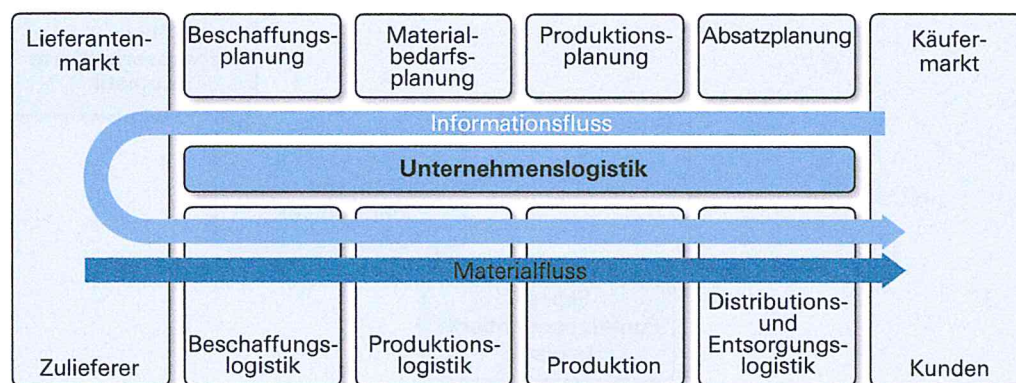 Lieferanten-
markt
Beschaffungs-
planung
Material-
bedarfs-
planung
Produktions-
planung
Absatzplanung
Käufer-
markt
Informationsfluss
Unternehmenslogistik
Materialfluss
Zulieferer
Beschaffungs-
logistik
Produktions-
logistik
Produktion
Distributions-
und
Entsorgungs-
logistik
Kunden